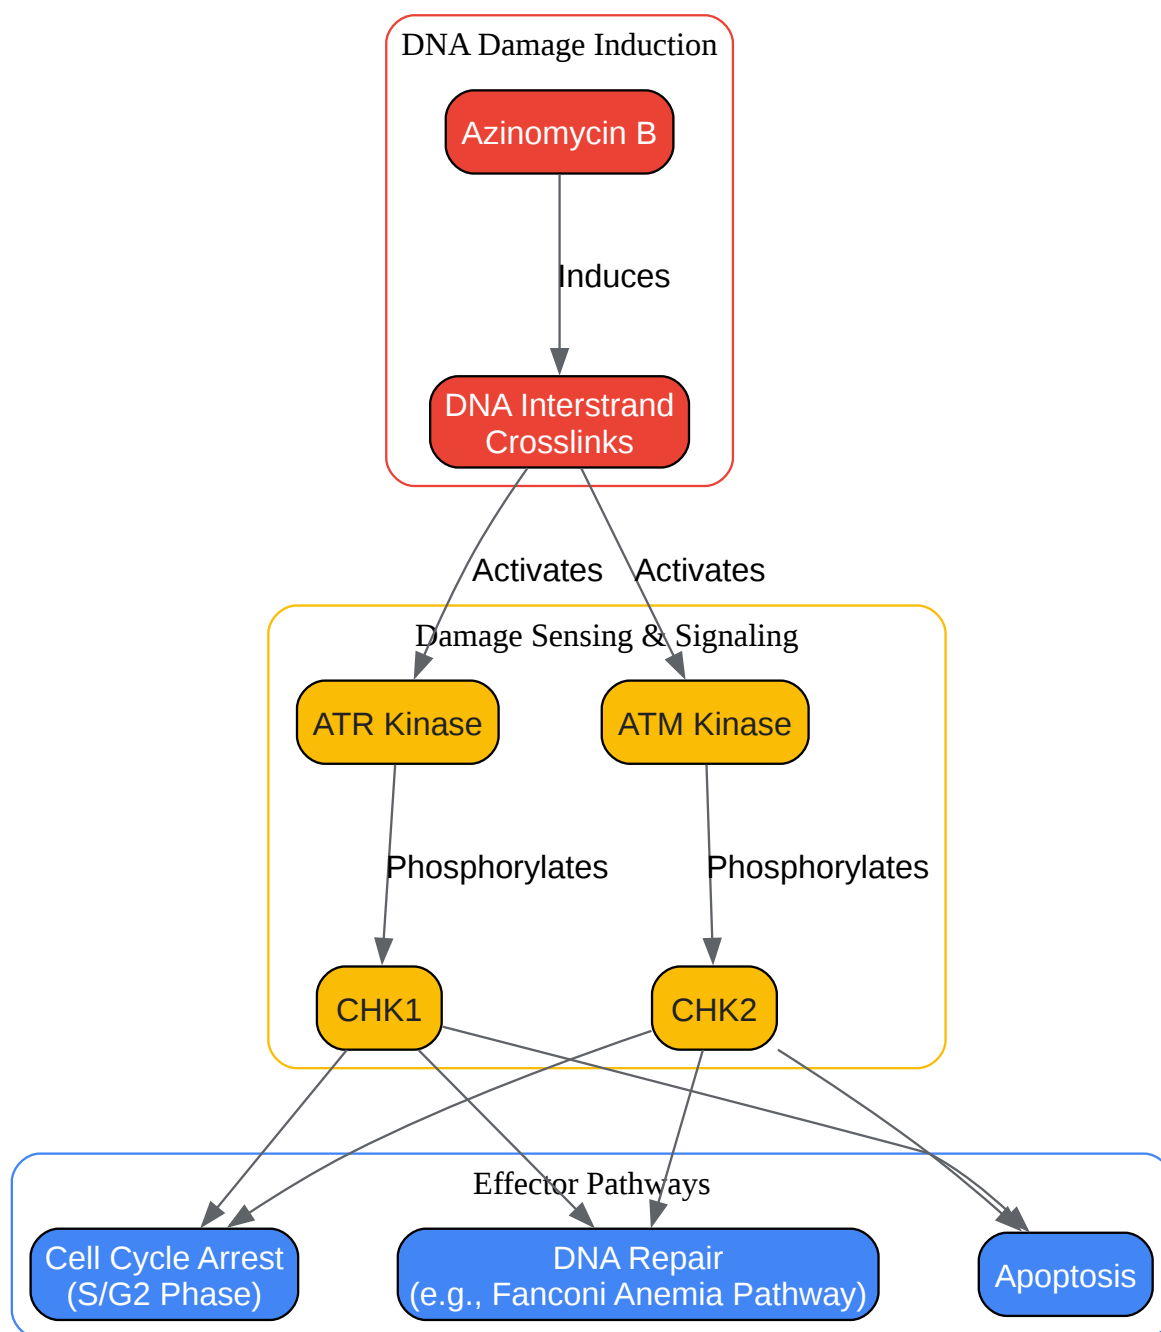 DNA Damage Induction
Azinomycin B
Induces
DNA Interstrand
Crosslinks
Activates
Activates
Damage Sensing & Signaling
ATR Kinase
ATM Kinase
Phosphorylates
Phosphorylates
CHK1
CHK2
Effector Pathways
Cell Cycle Arrest
(S/G2 Phase)
DNA Repair
(e.g., Fanconi Anemia Pathway)
Apoptosis